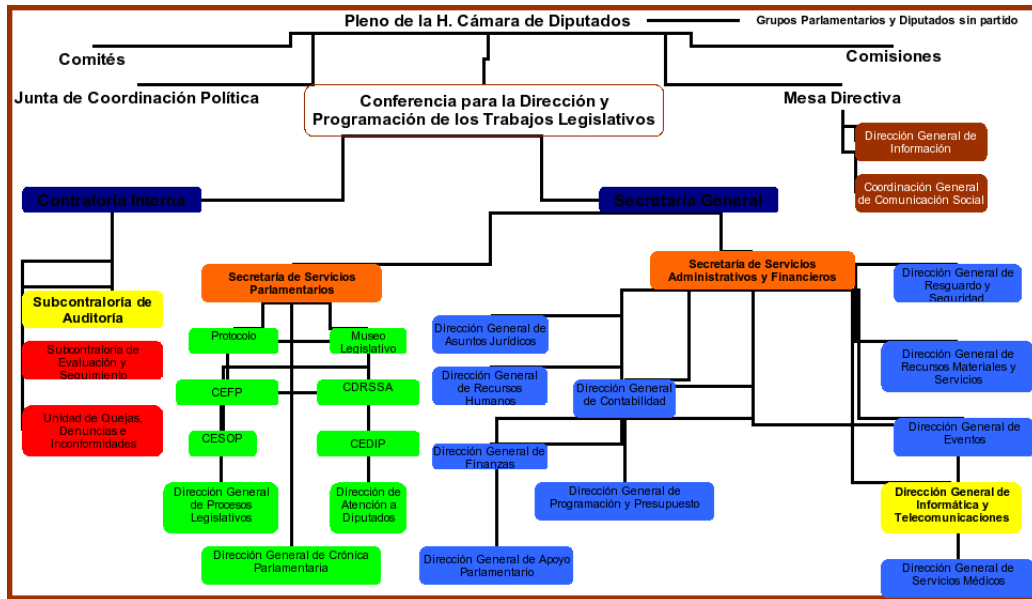 Pleno de la H. Cámara de Diputados
Grupos Parlamentarios y Diputados sin partido
Comités
Comisiones
Junta de Coordinación Política
Conferencia para la Dirección y
Programación de los Trabajos Legislativos
Mesa Directiva
Dirección General de
Información
Coordinación General
de Comunicación Social
Contraloría Interna
Secretaría General
Secretaría de Servicios
Parlamentarios
Secretaría de Servicios
Administrativos y Financieros
Dirección General de
Resguardo y
Seguridad
Subcontraloría de
Auditoría
Protocolo
Museo
Legislativo
Dirección General de
Asuntos Jurídicos
Subcontraloría de
Evaluación y
Seguimiento
Dirección General de
Recursos Materiales y
Servicios
CEFP
CDRSSA
Dirección General
de Recursos
Humanos
Dirección General
de Contabilidad
Unidad de Quejas,
Denuncias e
Inconformidades
CESOP
CEDIP
Dirección General de
Finanzas
Dirección General de
Eventos
Dirección General
de Procesos
Legislativos
Dirección de
Atención a
Diputados
Dirección General de
Programación y Presupuesto
Dirección General de
Informática y
Telecomunicaciones
Dirección General de Crónica
Parlamentaria
Dirección General de Apoyo
Parlamentario
Dirección General de
Servicios Médicos